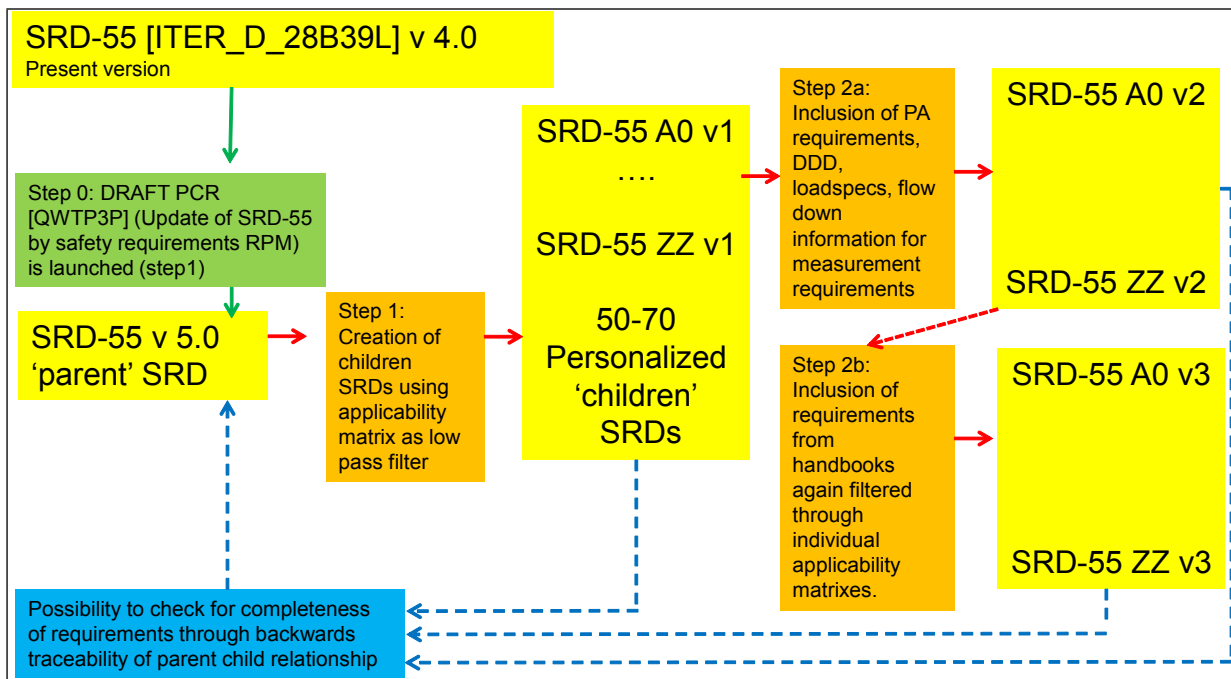 SRD-55 [ITER_D_28B39L] v 4.0
Present version
Step 0: DRAFT PCR
[QWTP3P] (Update of SRD-55
by safety requirements RPM)
is launched (step1)
SRD-55 v 5.0
‘parent’ SRD
Step 1:
Creation of
children
SRDs using
applicability
matrix as low
pass filter
SRD-55 A0 v1
….
SRD-55 ZZ v1
50-70
Personalized
‘children’
SRDs
Step 2a:
Inclusion of PA
requirements,
DDD,
loadspecs, flow
down
information for
measurement
requirements
SRD-55 A0 v2
SRD-55 ZZ v2
Step 2b:
Inclusion of
requirements
from
handbooks
again filtered
through
individual
applicability
matrixes.
SRD-55 A0 v3
SRD-55 ZZ v3
Possibility to check for completeness
of requirements through backwards
traceability of parent child relationship